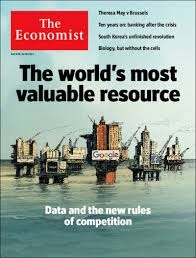 The
Economist
Theresa May v Brussels
Ten years on: banking after the crisis
South Korea's unfinished revolution
Biology, but without the cells
The world's most
valuable resource
Google
Data and the new rules
of competition